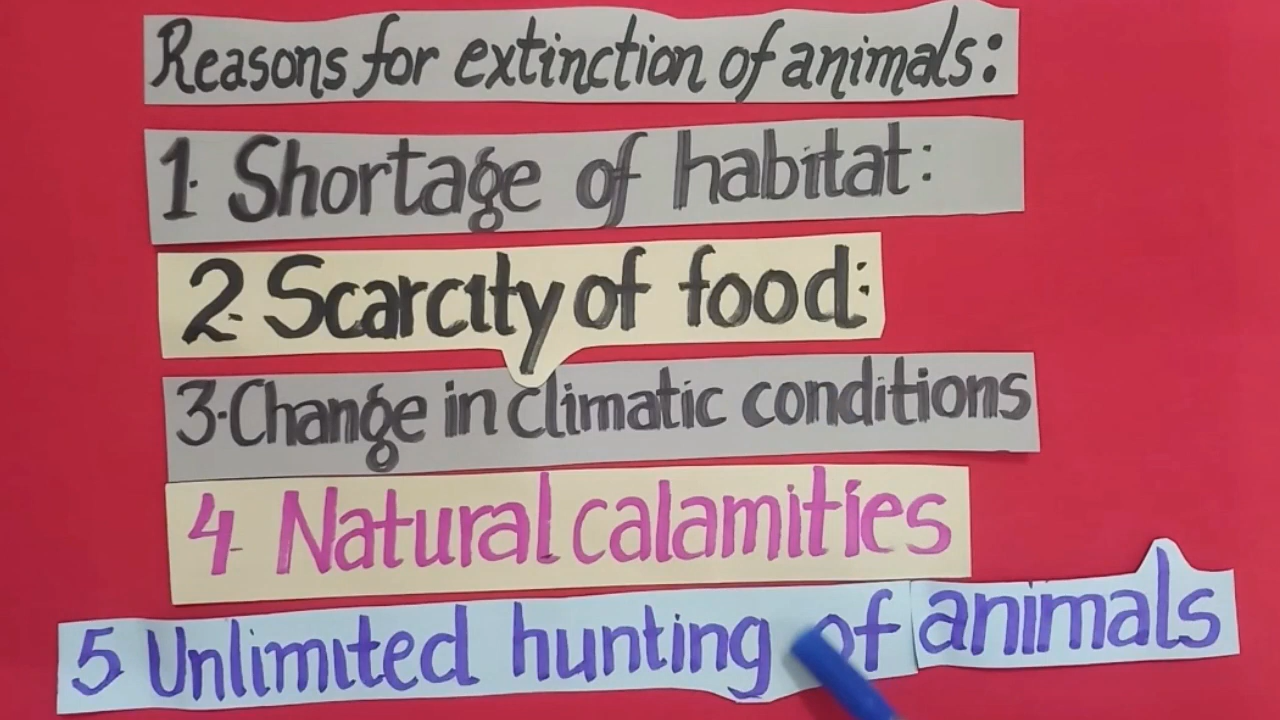 Reasons for extinction of animals:
1. Shortage of habitat:
2. Scarcity of food:
3. Change in climatic conditions
4. Natural calamities
5 Unlimited hunting of animals